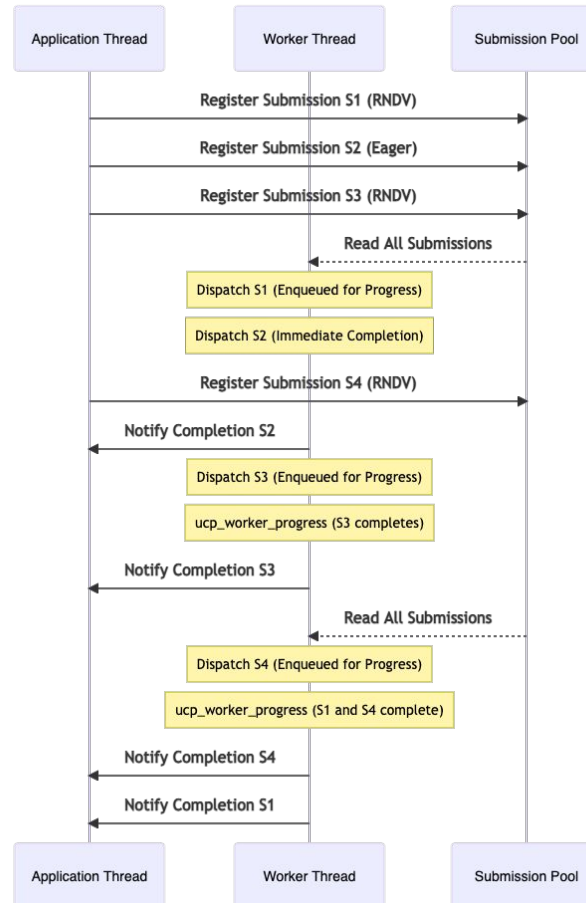 Application Thread
Worker Thread
Submission Pool
Register Submission S1 (RNDV)
Register Submission S2 (Eager)
Register Submission S3 (RNDV)
Read All Submissions
Dispatch S1 (Enqueued for Progress)
Dispatch S2 (Immediate Completion)
Register Submission S4 (RNDV)
Notify Completion S2
Dispatch S3 (Enqueued for Progress)
ucp_worker_progress (S3 completes)
Notify Completion S3
Read All Submissions
Dispatch S4 (Enqueued for Progress)
ucp_worker_progress (S1 and S4 complete)
Notify Completion S4
Notify Completion S1
Application Thread
Worker Thread
Submission Pool